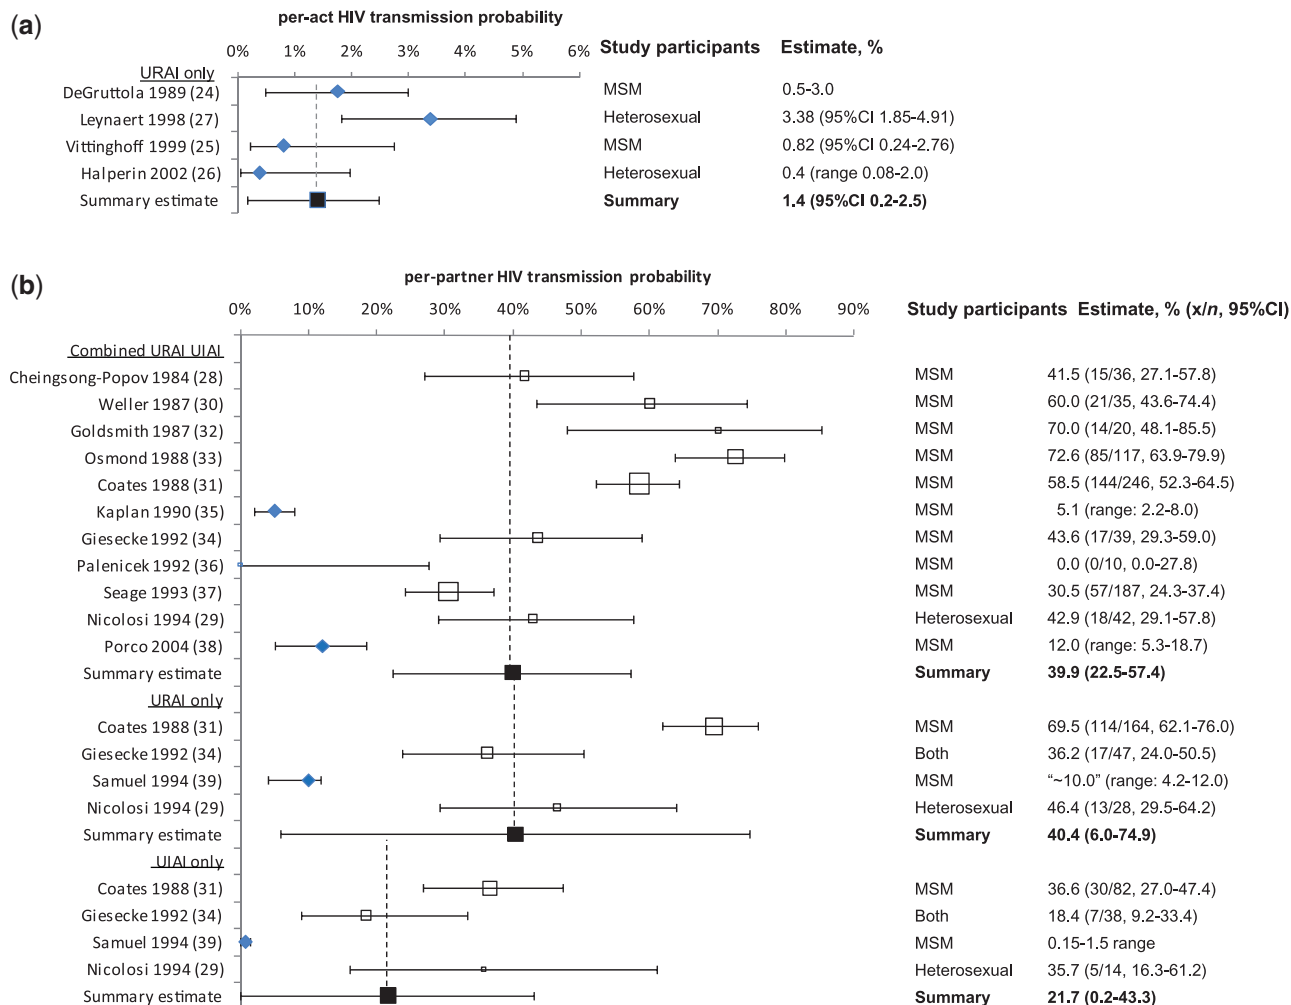 (a)
per-act HIV transmission probability
0% 1% 2% 3% 4% 5% 6% Study participants Estimate, %
URAI only
DeGruttola 1989 (24) MSM 0.5-3.0
Leynaert 1998 (27) Heterosexual 3.38 (95%CI 1.85-4.91)
Vittinghoff 1999 (25) MSM 0.82 (95%CI 0.24-2.76)
Halperin 2002 (26) Heterosexual 0.4 (range 0.08-2.0)
Summary estimate Summary 1.4 (95%CI 0.2-2.5)
(b)
per-partner HIV transmission probability
0% 10% 20% 30% 40% 50% 60% 70% 80% 90% Study participants Estimate, % (x/n, 95%CI)
Combined URAI UIAI
Cheingsong-Popov 1984 (28) MSM 41.5 (15/36, 27.1-57.8)
Weller 1987 (30) MSM 60.0 (21/35, 43.6-74.4)
Goldsmith 1987 (32) MSM 70.0 (14/20, 48.1-85.5)
Osmond 1988 (33) MSM 72.6 (85/117, 63.9-79.9)
Coates 1988 (31) MSM 58.5 (144/246, 52.3-64.5)
Kaplan 1990 (35) MSM 5.1 (range: 2.2-8.0)
Giesecke 1992 (34) MSM 43.6 (17/39, 29.3-59.0)
Palenicek 1992 (36) MSM 0.0 (0/10, 0.0-27.8)
Seage 1993 (37) MSM 30.5 (57/187, 24.3-37.4)
Nicolosi 1994 (29) Heterosexual 42.9 (18/42, 29.1-57.8)
Porco 2004 (38) MSM 12.0 (range: 5.3-18.7)
Summary estimate Summary 39.9 (22.5-57.4)
URAI only
Coates 1988 (31) MSM 69.5 (114/164, 62.1-76.0)
Giesecke 1992 (34) Both 36.2 (17/47, 24.0-50.5)
Samuel 1994 (39) MSM "~10.0" (range: 4.2-12.0)
Nicolosi 1994 (29) Heterosexual 46.4 (13/28, 29.5-64.2)
Summary estimate Summary 40.4 (6.0-74.9)
UIAI only
Coates 1988 (31) MSM 36.6 (30/82, 27.0-47.4)
Giesecke 1992 (34) Both 18.4 (7/38, 9.2-33.4)
Samuel 1994 (39) MSM 0.15-1.5 range
Nicolosi 1994 (29) Heterosexual 35.7 (5/14, 16.3-61.2)
Summary estimate Summary 21.7 (0.2-43.3)